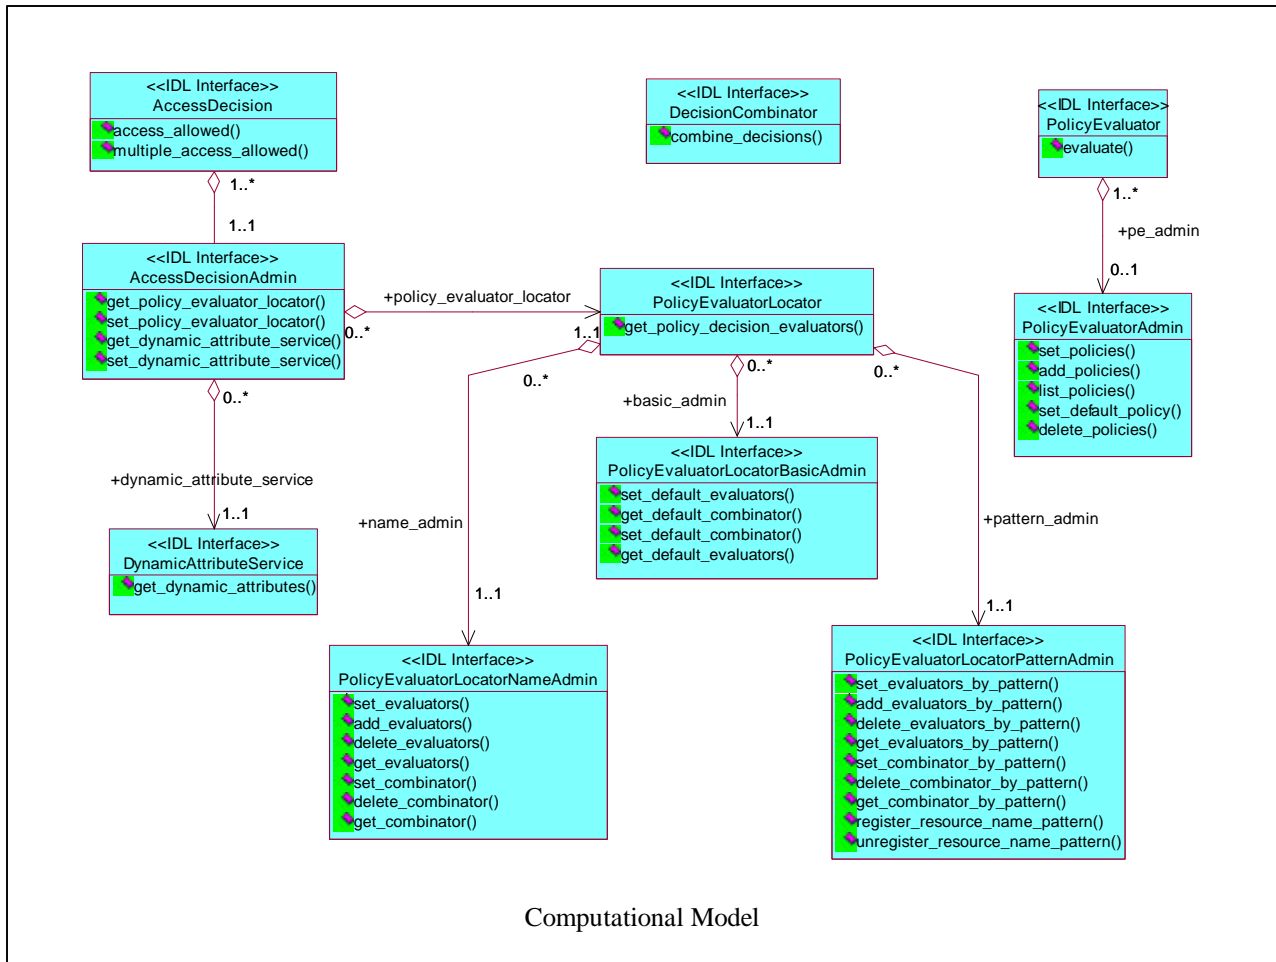 <<IDL Interface>>
AccessDecision
access_allowed()
multiple_access_allowed()
<<IDL Interface>>
DecisionCombinator
combine_decisions()
<<IDL Interface>>
PolicyEvaluator
evaluate()
1..*
1..1
1..*
+pe_admin
0..1
<<IDL Interface>>
AccessDecisionAdmin
get_policy_evaluator_locator()
set_policy_evaluator_locator()
get_dynamic_attribute_service()
set_dynamic_attribute_service()
+policy_evaluator_locator
0..*
1..1
<<IDL Interface>>
PolicyEvaluatorLocator
get_policy_decision_evaluators()
<<IDL Interface>>
PolicyEvaluatorAdmin
set_policies()
add_policies()
list_policies()
set_default_policy()
delete_policies()
0..*
+dynamic_attribute_service
1..1
0..*
+name_admin
1..1
0..*
+basic_admin
1..1
0..*
+pattern_admin
1..1
<<IDL Interface>>
PolicyEvaluatorLocatorBasicAdmin
set_default_evaluators()
get_default_combinator()
set_default_combinator()
get_default_evaluators()
<<IDL Interface>>
DynamicAttributeService
get_dynamic_attributes()
<<IDL Interface>>
PolicyEvaluatorLocatorNameAdmin
set_evaluators()
add_evaluators()
delete_evaluators()
get_evaluators()
set_combinator()
delete_combinator()
get_combinator()
<<IDL Interface>>
PolicyEvaluatorLocatorPatternAdmin
set_evaluators_by_pattern()
add_evaluators_by_pattern()
delete_evaluators_by_pattern()
get_evaluators_by_pattern()
set_combinator_by_pattern()
delete_combinator_by_pattern()
get_combinator_by_pattern()
register_resource_name_pattern()
unregister_resource_name_pattern()
Computational Model